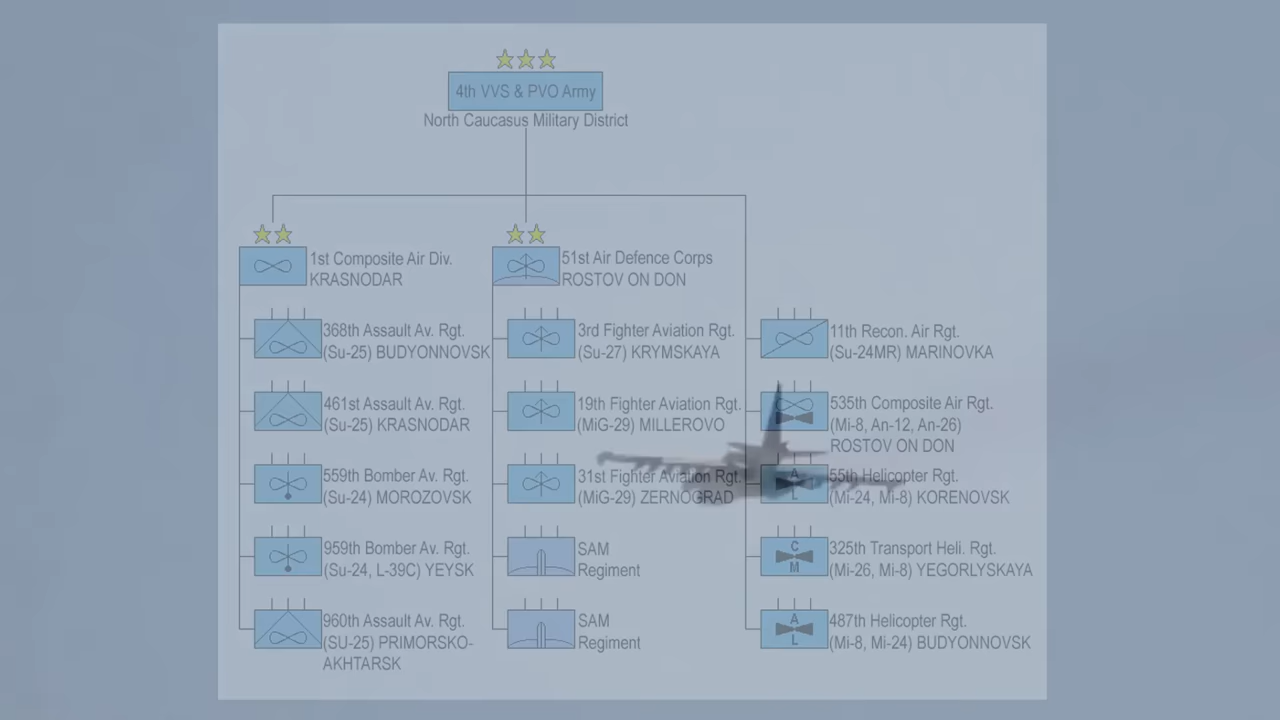 4th VVS & PVO Army
North Caucasus Military District
1st Composite Air Div.
KRASNODAR
368th Assault Av. Rgt.
(Su-25) BUDYONNOVSK
461st Assault Av. Rgt.
(Su-25) KRASNODAR
559th Bomber Av. Rgt.
(Su-24) MOROZOVSK
959th Bomber Av. Rgt.
(Su-24, L-39C) YEYSK
960th Assault Av. Rgt.
(SU-25) PRIMORSKO-
AKHTARSK
51st Air Defence Corps
ROSTOV ON DON
3rd Fighter Aviation Rgt.
(Su-27) KRYMSKAYA
19th Fighter Aviation Rgt.
(MiG-29) MILLEROVO
31st Fighter Aviation Rgt.
(MiG-29) ZERNOGRAD
SAM
Regiment
SAM
Regiment
11th Recon. Air Rgt.
(Su-24MR) MARINOVKA
535th Composite Air Rgt.
(Mi-8, An-12, An-26)
ROSTOV ON DON
A
L
55th Helicopter Rgt.
(Mi-24, Mi-8) KORENOVSK
C
M
325th Transport Heli. Rgt.
(Mi-26, Mi-8) YEGORLYSKAYA
A
L
487th Helicopter Rgt.
(Mi-8, Mi-24) BUDYONNOVSK